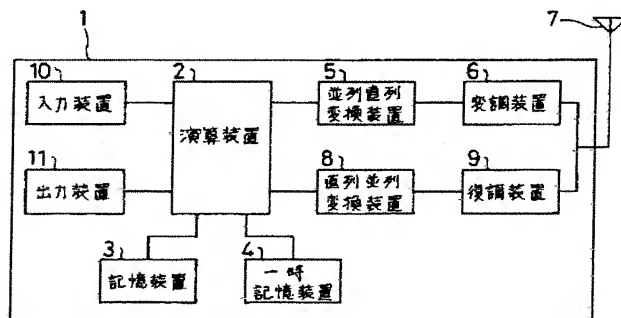 1
7
10
入力装置
2
演算装置
5
並列直列
変換装置
6
変調装置
11
出力装置
8
直列並列
変換装置
9
復調装置
3
記憶装置
4
一時
記憶装置